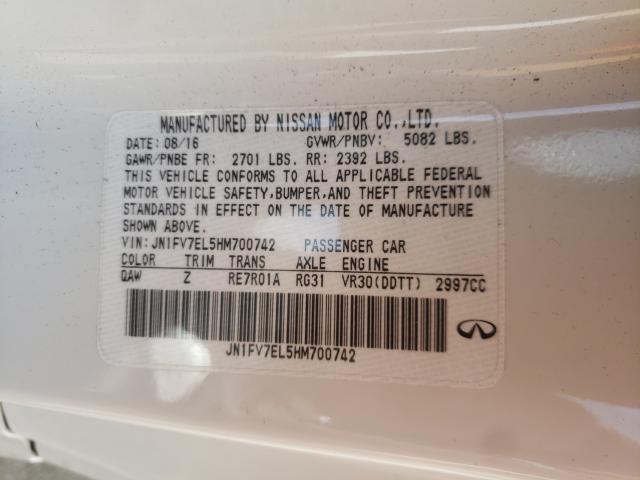 MANUFACTURED BY NISSAN MOTOR CO.,LTD.
DATE: 08/16 GVWR/PNBV: 5082 LBS.
GAWR/PNBE FR: 2701 LBS. RR: 2392 LBS.
THIS VEHICLE CONFORMS TO ALL APPLICABLE FEDERAL
MOTOR VEHICLE SAFETY,BUMPER,AND THEFT PREVENTION
STANDARDS IN EFFECT ON THE DATE OF MANUFACTURE
SHOWN ABOVE.
VIN: JN1FV7EL5HM700742 PASSENGER CAR
COLOR TRIM TRANS AXLE ENGINE
QAW Z RE7R01A RG31 VR30(DDTT) 2997CC
JN1FV7EL5HM700742